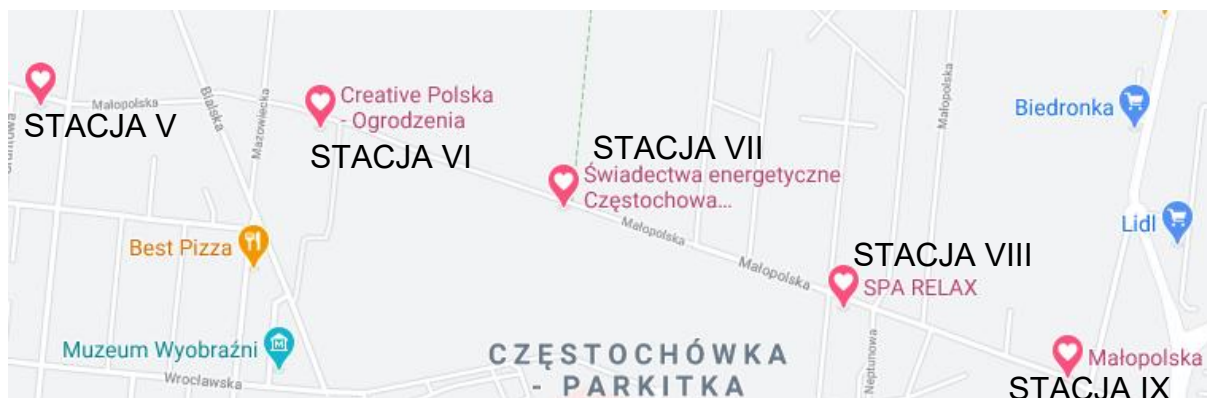 Małopolska
STACJA V
Bialska
Mazowiecka
Creative Polska
- Ogrodzenia
STACJA VI
STACJA VII
Świadectwa energetyczne
Częstochowa...
Małopolska
Małopolska
Małopolska
Biedronka
Lidl
Best Pizza
STACJA VIII
SPA RELAX
Neptunowa
Muzeum Wyobraźni
Wrocławska
CZĘSTOCHÓWKA
- PARKITKA
Małopolska
STACJA IX